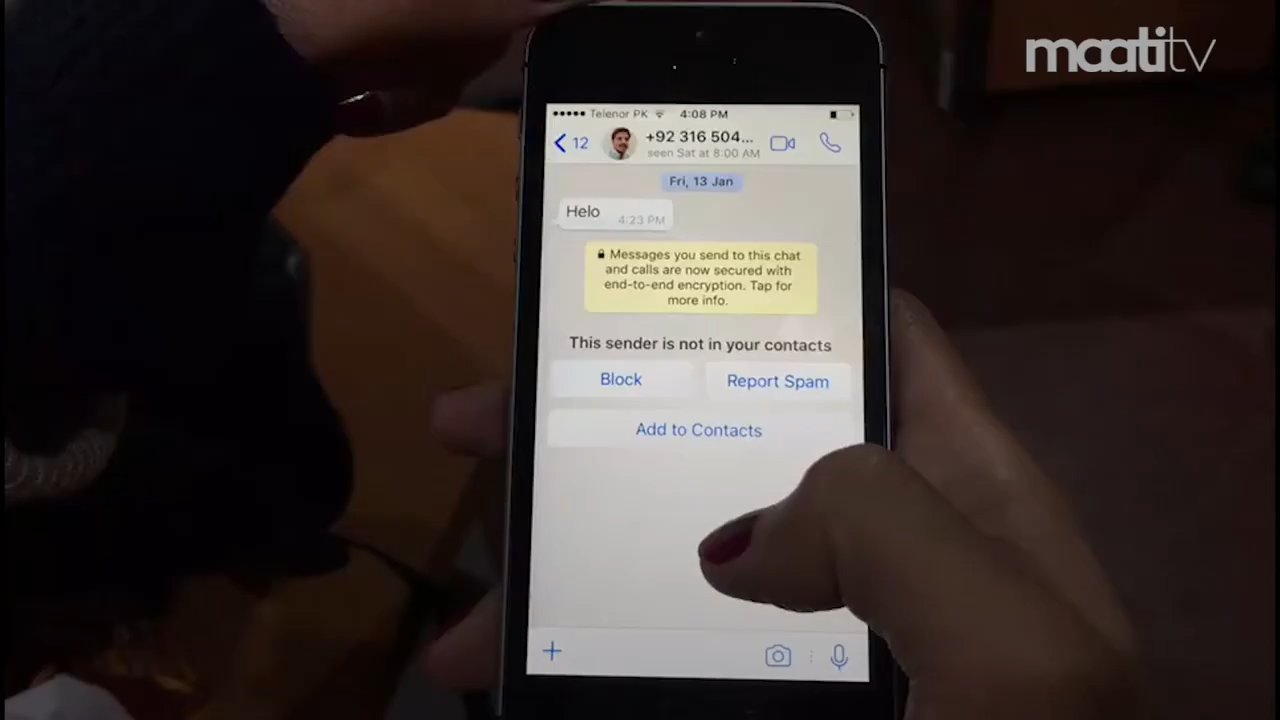 maatitv
Telenor PK 4:08 PM
12 +92 316 504...
seen Sat at 8:00 AM
Fri, 13 Jan
Helo 4:23 PM
Messages you send to this chat
and calls are now secured with
end-to-end encryption. Tap for
more info.
This sender is not in your contacts
Block Report Spam
Add to Contacts